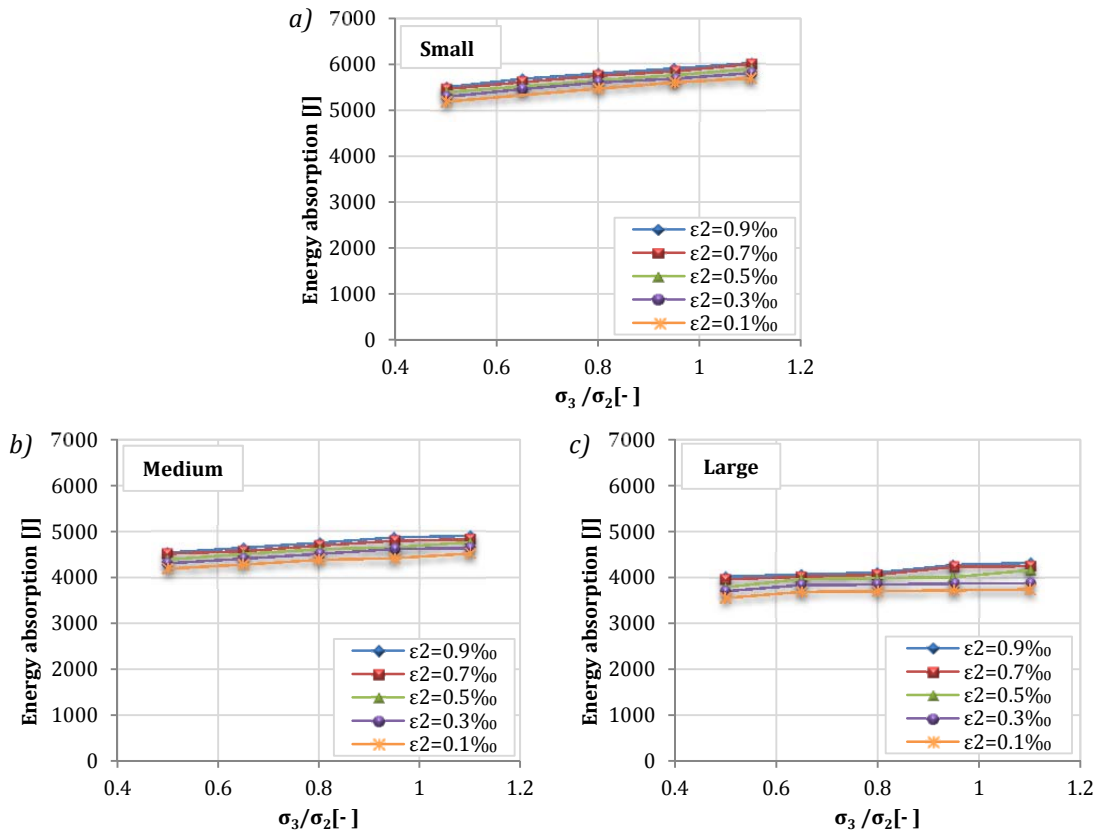 a)
Small
Energy absorption [J]
7000
6000
5000
4000
3000
2000
1000
0
0.4
0.6
0.8
1
1.2
σ₃ /σ₂[- ]
ε2=0.9‰
ε2=0.7‰
ε2=0.5‰
ε2=0.3‰
ε2=0.1‰
b)
Medium
Energy absorption [J]
7000
6000
5000
4000
3000
2000
1000
0
0.4
0.6
0.8
1
1.2
σ₃/σ₂[- ]
ε2=0.9‰
ε2=0.7‰
ε2=0.5‰
ε2=0.3‰
ε2=0.1‰
c)
Large
Energy absorption [J]
7000
6000
5000
4000
3000
2000
1000
0
0.4
0.6
0.8
1
1.2
σ₃ /σ₂[- ]
ε2=0.9‰
ε2=0.7‰
ε2=0.5‰
ε2=0.3‰
ε2=0.1‰